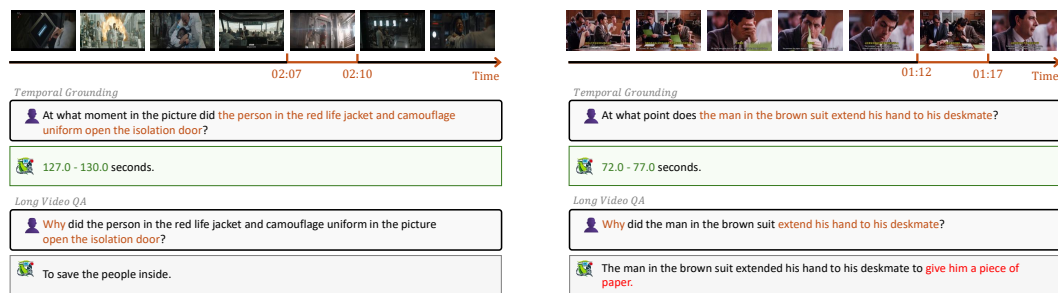 02:07
02:10
Time
Temporal Grounding
At what moment in the picture did the person in the red life jacket and camouflage
uniform open the isolation door?
127.0 - 130.0 seconds.
Long Video QA
Why did the person in the red life jacket and camouflage uniform in the picture
open the isolation door?
To save the people inside.
01:12
01:17
Time
Temporal Grounding
At what point does the man in the brown suit extend his hand to his deskmate?
72.0 - 77.0 seconds.
Long Video QA
Why did the man in the brown suit extend his hand to his deskmate?
The man in the brown suit extended his hand to his deskmate to give him a piece of
paper.